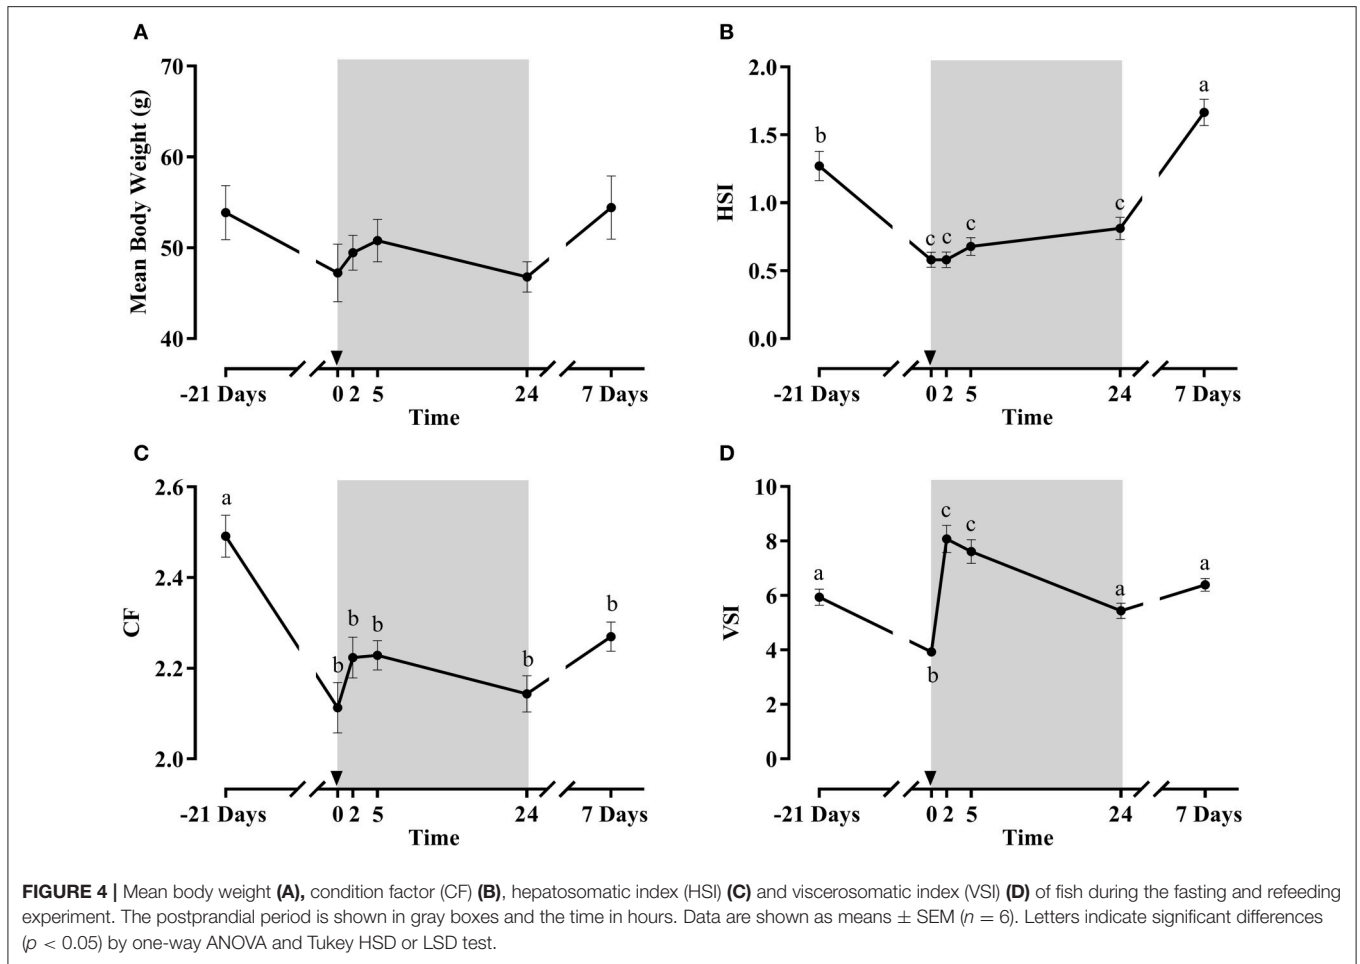 A
70
60
50
40
Mean Body Weight (g)
-21 Days
0 2 5
24
7 Days
Time
B
2.0
1.5
1.0
0.5
0.0
HSI
b
c c c
c
a
-21 Days
0 2 5
24
7 Days
Time
C
2.6
2.4
2.2
2.0
CF
a
b
b b
b
b
-21 Days
0 2 5
24
7 Days
Time
D
10
8
6
4
2
0
VSI
a
b
c c
a
a
-21 Days
0 2 5
24
7 Days
Time
FIGURE 4 | Mean body weight (A), condition factor (CF) (B), hepatosomatic index (HSI) (C) and viscerosomatic index (VSI) (D) of fish during the fasting and refeeding
experiment. The postprandial period is shown in gray boxes and the time in hours. Data are shown as means ± SEM (n = 6). Letters indicate significant differences
(p < 0.05) by one-way ANOVA and Tukey HSD or LSD test.